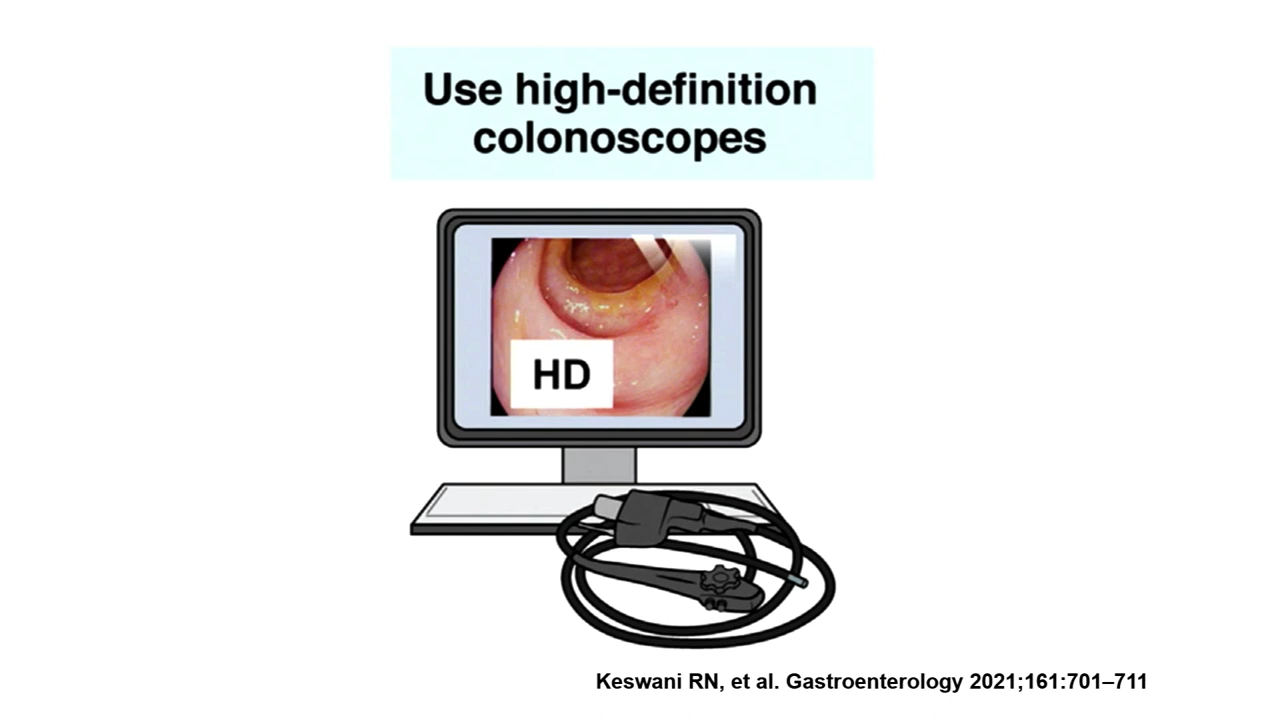 Use high-definition
colonoscopes
HD
Keswani RN, et al. Gastroenterology 2021;161:701–711